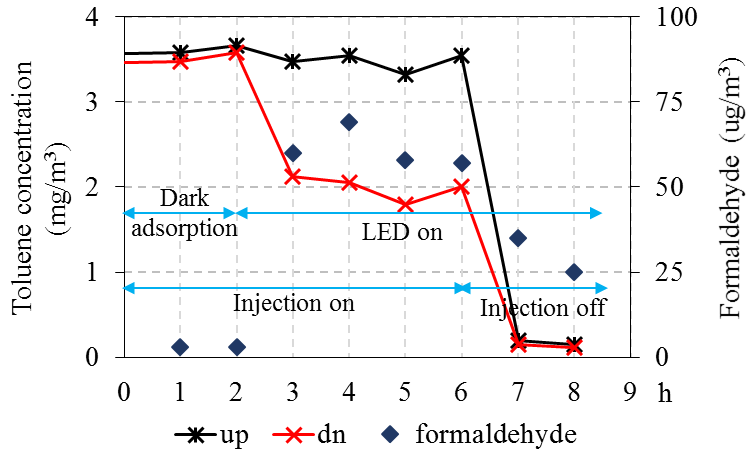 Toluene concentration
(mg/m³)
4
3
2
1
0
100
75
50
25
0
Formaldehyde (ug/m³)
Dark
adsorption
LED on
Injection on
Injection off
0 1 2 3 4 5 6 7 8 9
h
up dn formaldehyde